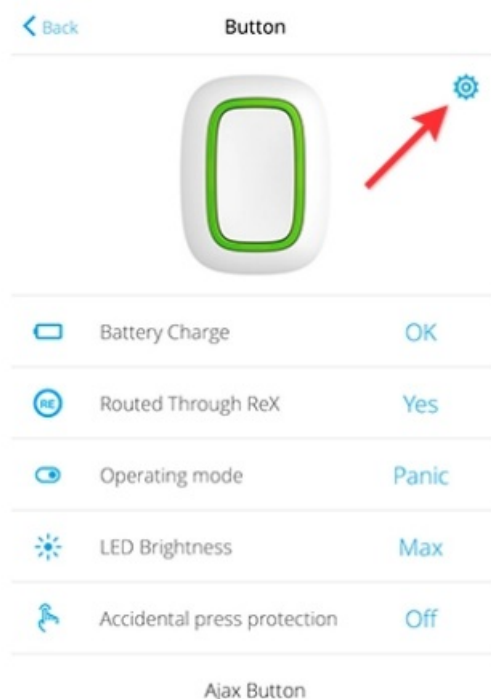 Back
Button
Battery Charge OK
RE Routed Through ReX Yes
Operating mode Panic
LED Brightness Max
Accidental press protection Off
Ajax Button